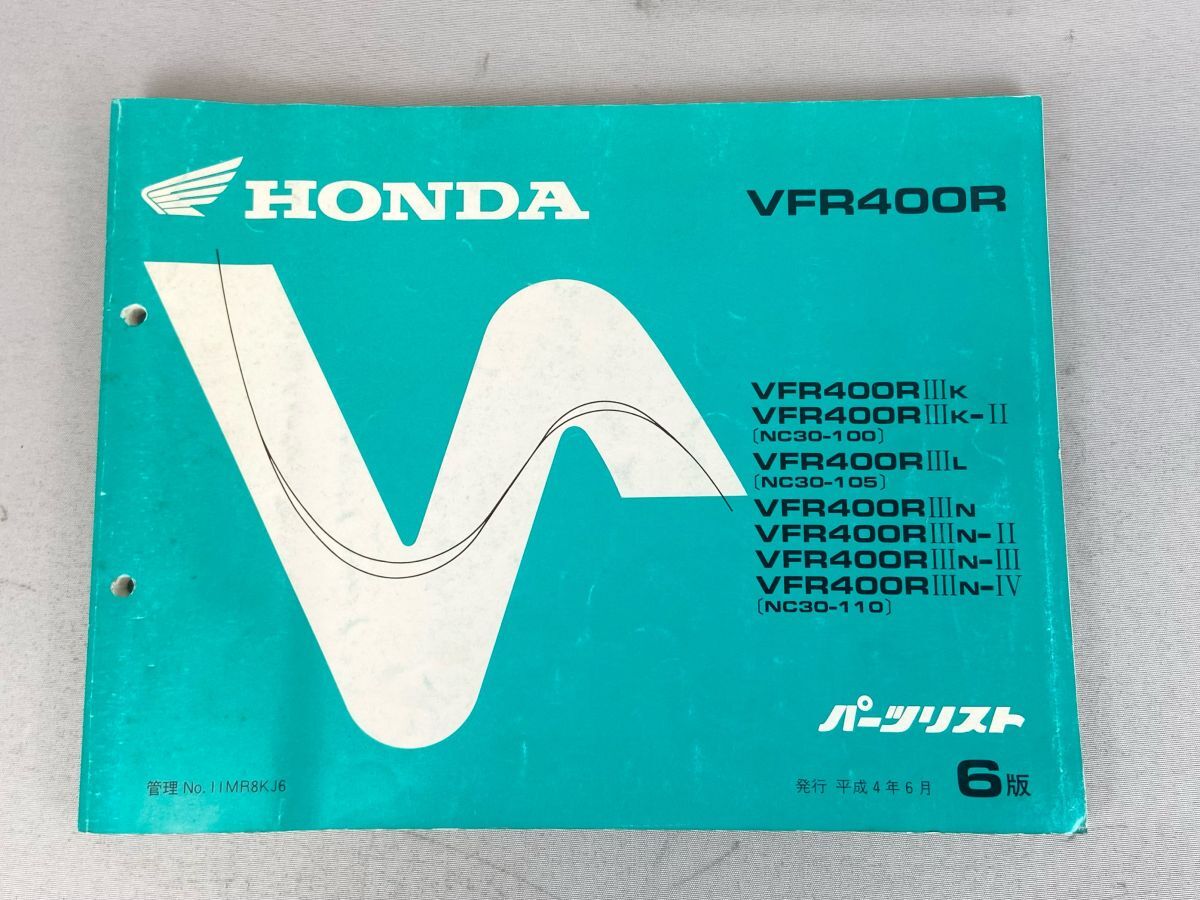 HONDA
VFR400R
VFR400RⅢK
VFR400RⅢK-Ⅱ
〔NC30-100〕
VFR400RⅢL
〔NC30-105〕
VFR400RⅢN
VFR400RⅢN-Ⅱ
VFR400RⅢN-Ⅲ
VFR400RⅢN-Ⅳ
〔NC30-110〕
パーツリスト
管理 No. 11MR8KJ6
発行 平成4年6月 6版